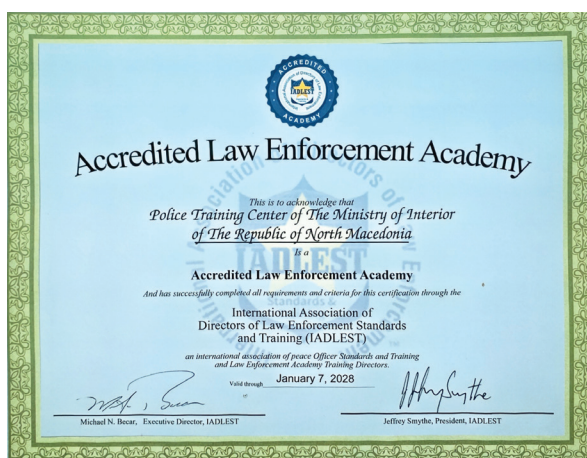 ACCREDITED
IADLEST
ACADEMY
Accredited Law Enforcement Academy
This is to acknowledge that
Police Training Center of The Ministry of Interior
of The Republic of North Macedonia
Is a
Accredited Law Enforcement Academy
And has successfully completed all requirements and criteria for this certification through the
International Association of
Directors of Law Enforcement Standards
and Training (IADLEST)
an international association of peace Officer Standards and Training
and Law Enforcement Academy Training Directors.
Valid through January 7, 2028
Michael N. Becar, Executive Director, IADLEST
Jeffrey Smythe, President, IADLEST